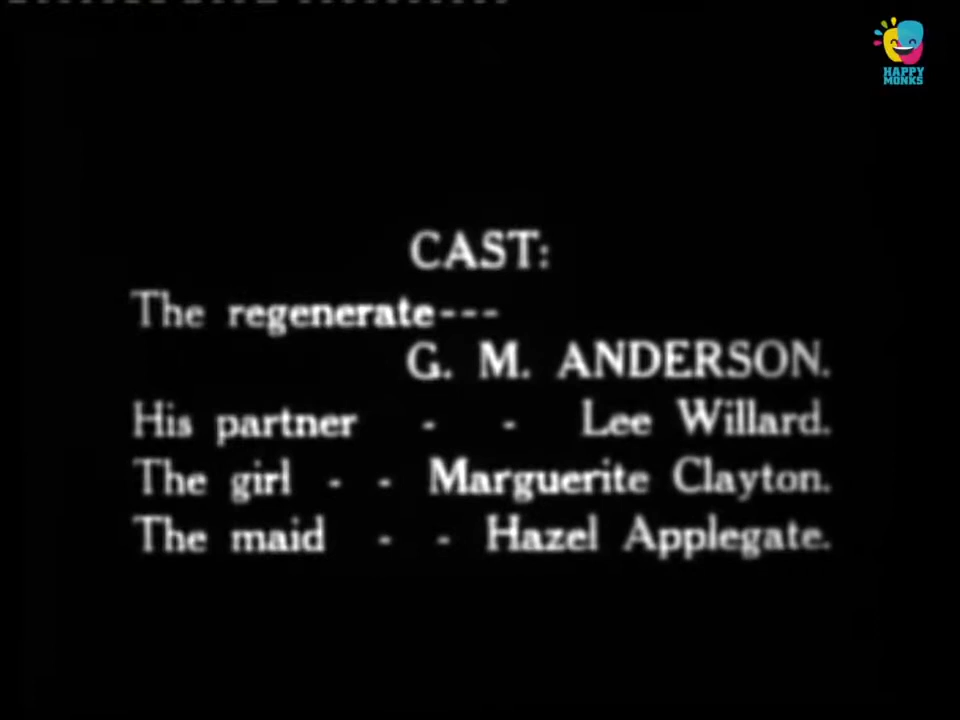 HAPPY
MONKS
CAST:
The regenerate---
G. M. ANDERSON.
His partner - - Lee Willard.
The girl - - Marguerite Clayton.
The maid - - Hazel Applegate.